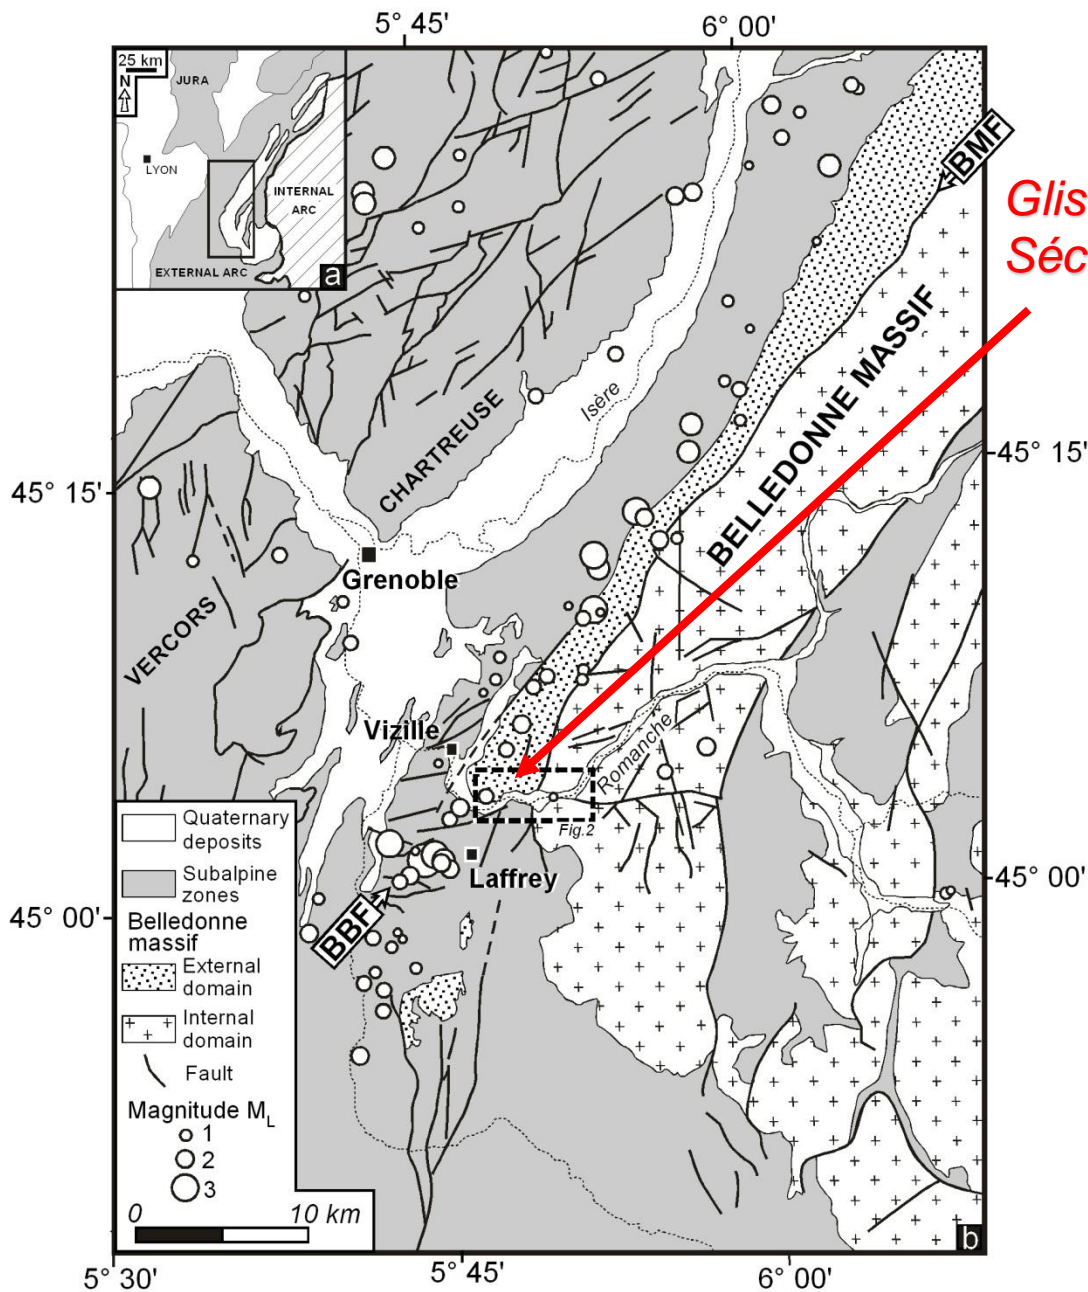 5° 45'
6° 00'
25 km
N
JURA
LYON
INTERNAL
ARC
EXTERNAL ARC
a
BMF
Glis
Séc
BELLEDONNE MASSIF
Isère
CHARTREUSE
45° 15'
45° 15'
Grenoble
VERCORS
Vizille
Romanche
Fig.2
Laffrey
BBF
45° 00'
45° 00'
Quaternary
deposits
Subalpine
zones
Belledonne
massif
External
domain
Internal
domain
Fault
Magnitude ML
1
2
3
0 10 km
b
5° 30'
5° 45'
6° 00'